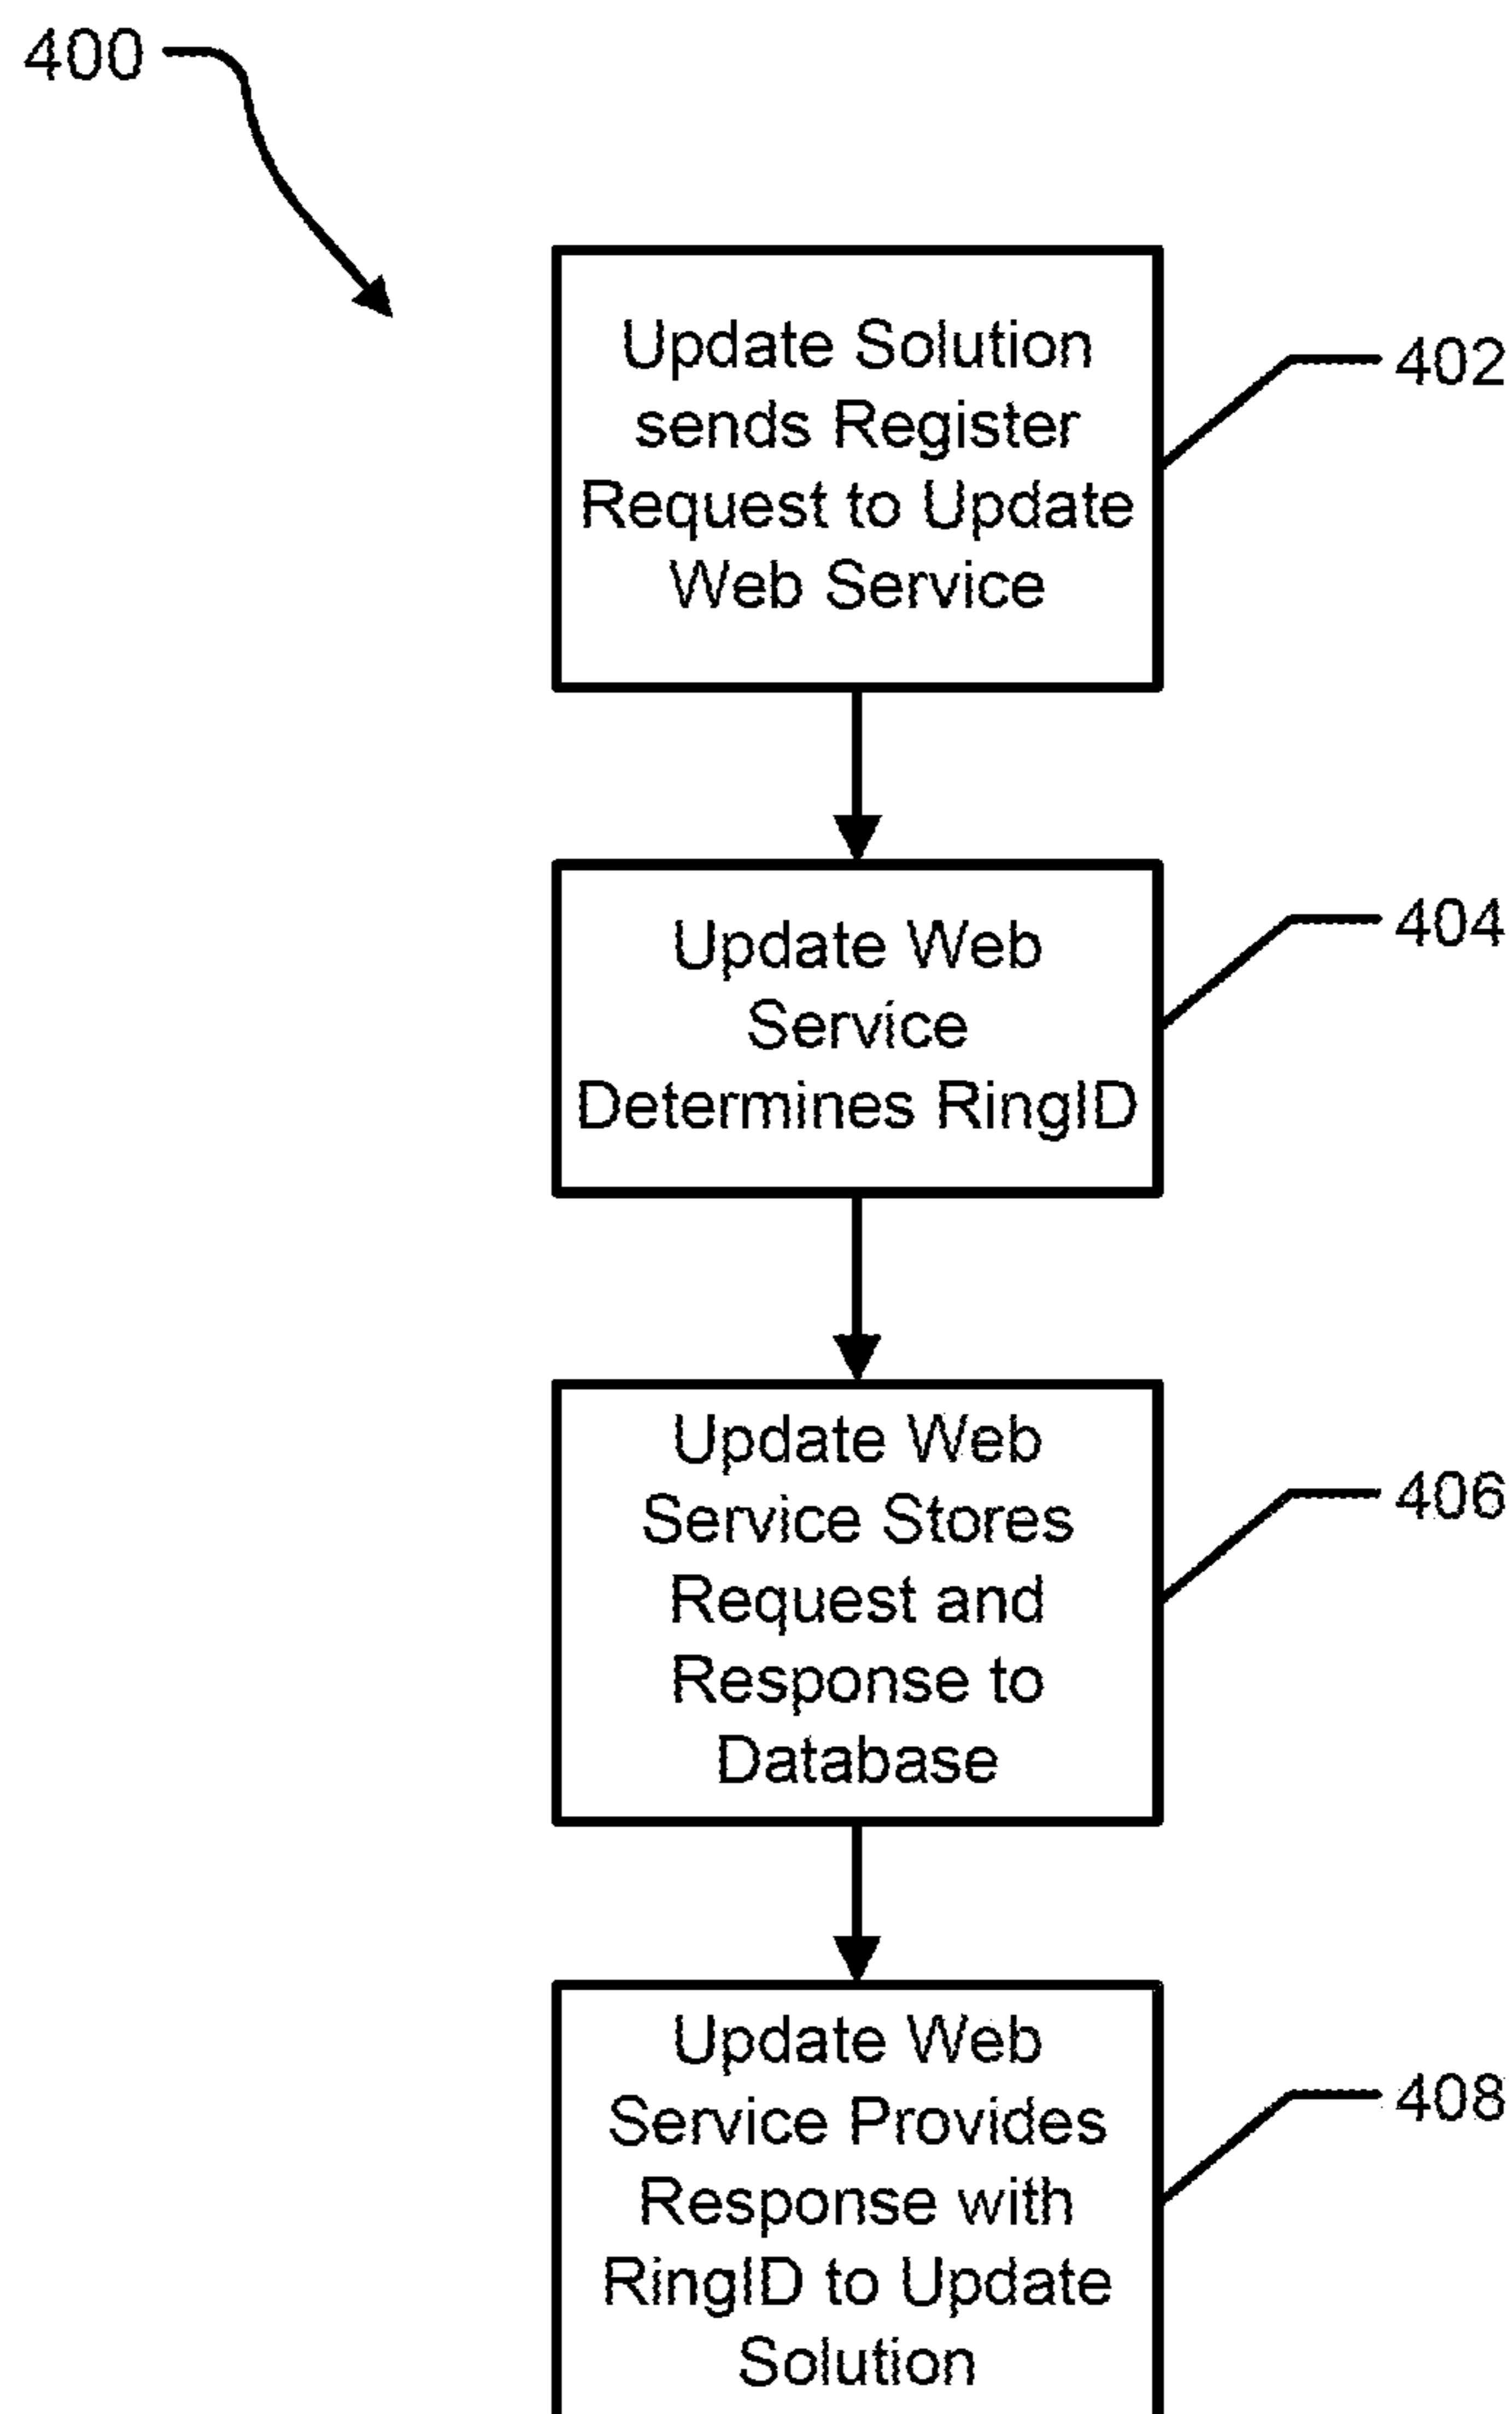 400
Update Solution
sends Register
Request to Update
Web Service
402
Update Web
Service
Determines RingID
404
Update Web
Service Stores
Request and
Response to
Database
406
Update Web
Service Provides
Response with
RingID to Update
Solution
408